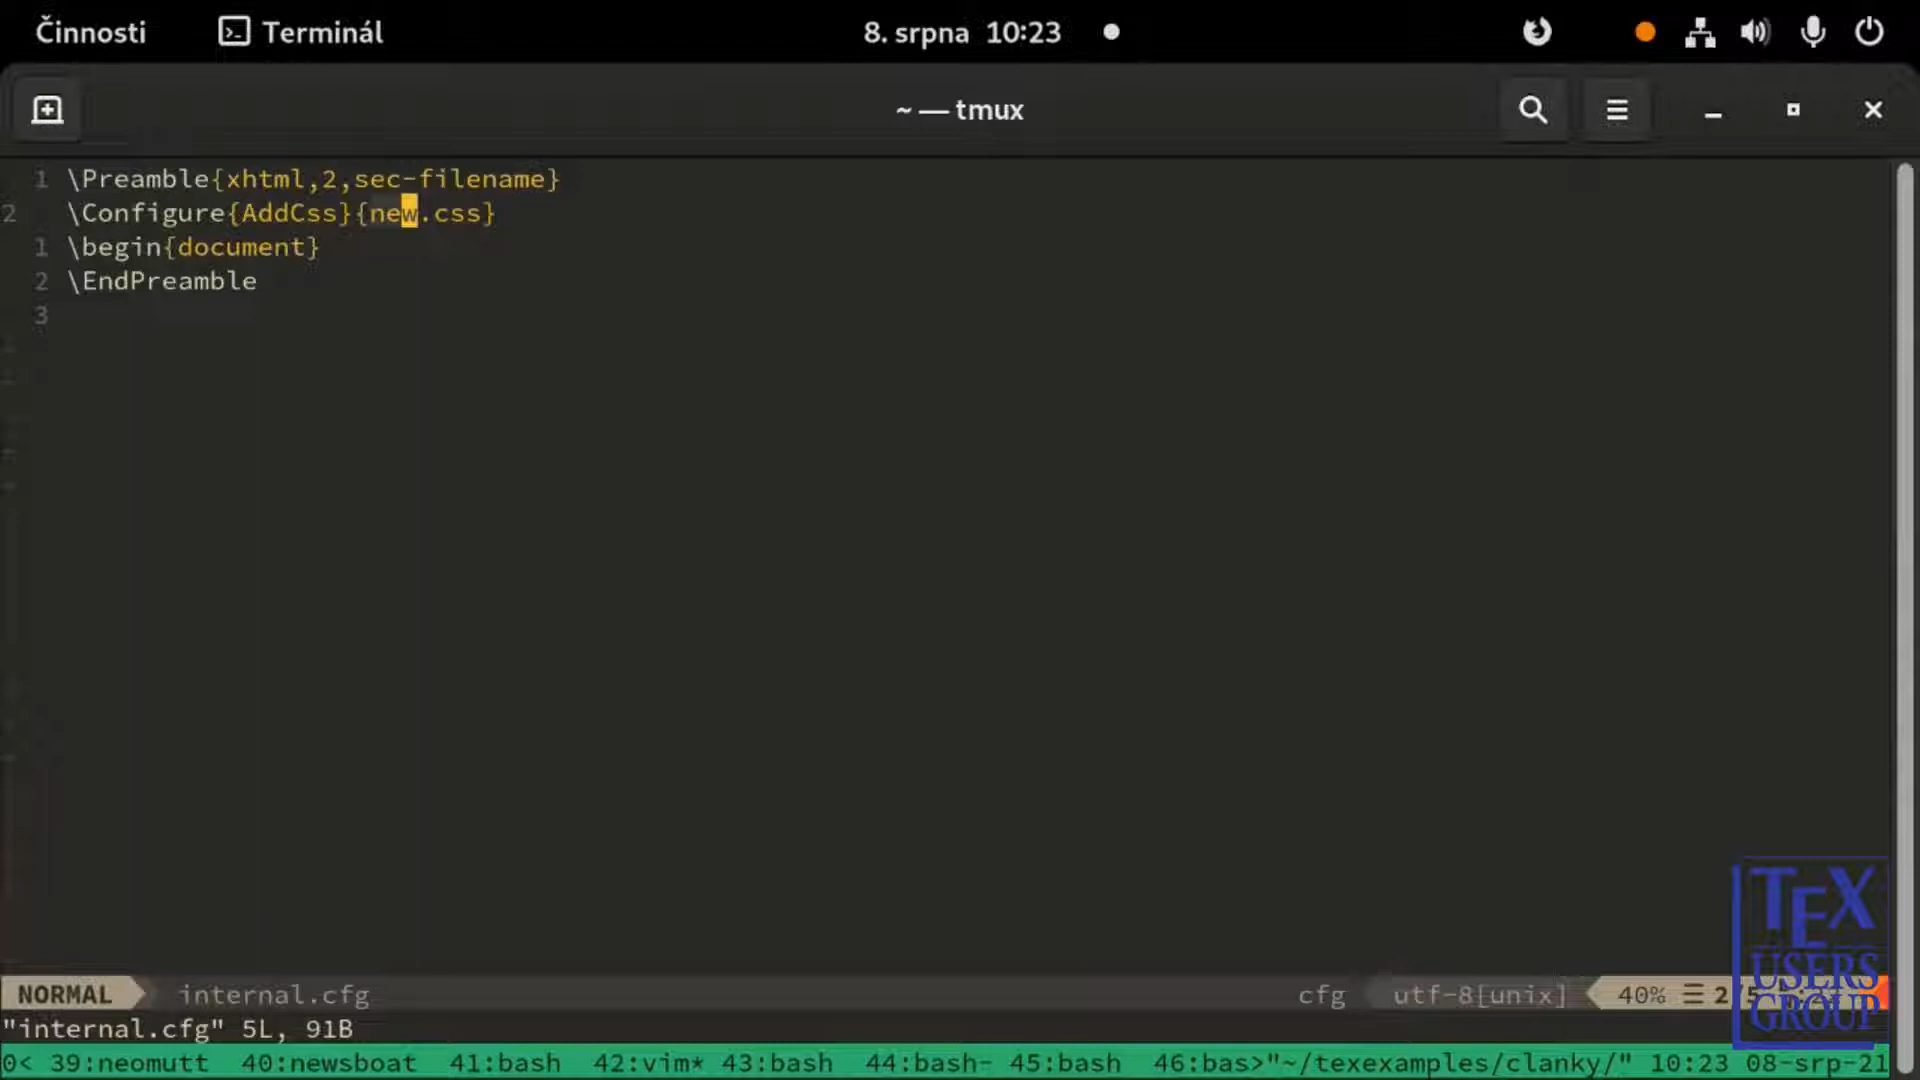 Činnosti Terminál 8. srpna 10:23
~ — tmux
1 \Preamble{xhtml,2,sec-filename}
2 \Configure{AddCss}{new.css}
1 \begin{document}
2 \EndPreamble
3
NORMAL internal.cfg cfg utf-8[unix] 40% ☰ 2/5
"internal.cfg" 5L, 91B
0< 39:neomutt 40:newsboat 41:bash 42:vim* 43:bash 44:bash- 45:bash 46:bas>"~/texexamples/clanky/" 10:23 08-srp-21
TEX
USERS
GROUP